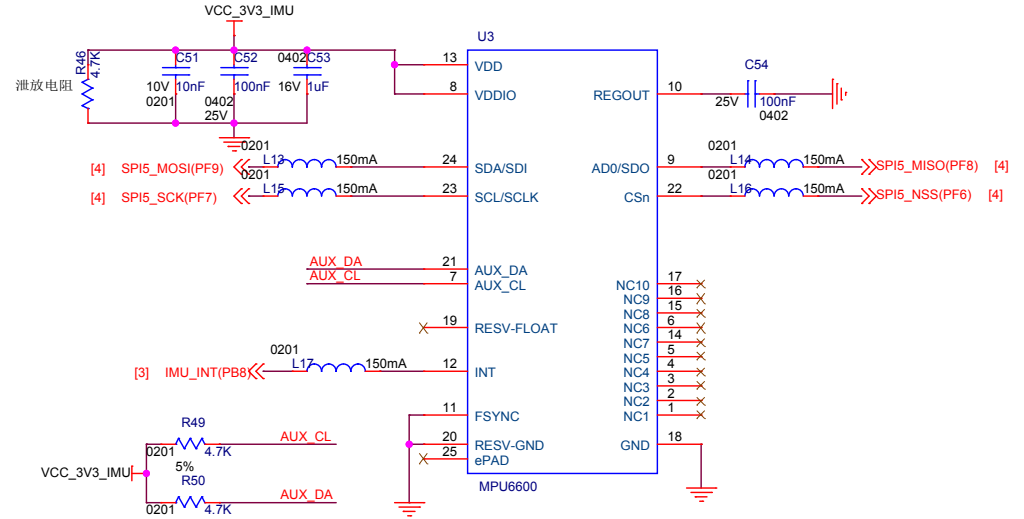 VCC_3V3_IMU
R46
4.7K
泄放电阻
C51
10V 10nF
0201
C52
100nF
0402
25V
0402 C53
16V 1uF
U3
13 VDD
8 VDDIO
REGOUT 10
C54
25V 100nF
0402
0201
[4] SPI5_MOSI(PF9) L13 150mA 24 SDA/SDI
0201
[4] SPI5_SCK(PF7) L15 150mA 23 SCL/SCLK
0201
AD0/SDO 9 L14 150mA SPI5_MISO(PF8) [4]
0201
CSn 22 L16 150mA SPI5_NSS(PF6) [4]
AUX_DA 21 AUX_DA
AUX_CL 7 AUX_CL
19 RESV-FLOAT
0201
[3] IMU_INT(PB8) L17 150mA 12 INT
11 FSYNC
20 RESV-GND
25 ePAD
NC10 17
NC9 16
NC8 15
NC6 6
NC7 14
NC5 5
NC4 4
NC3 3
NC2 2
NC1 1
GND 18
MPU6600
VCC_3V3_IMU
R49
AUX_CL
0201 4.7K
5%
R50
AUX_DA
0201 4.7K